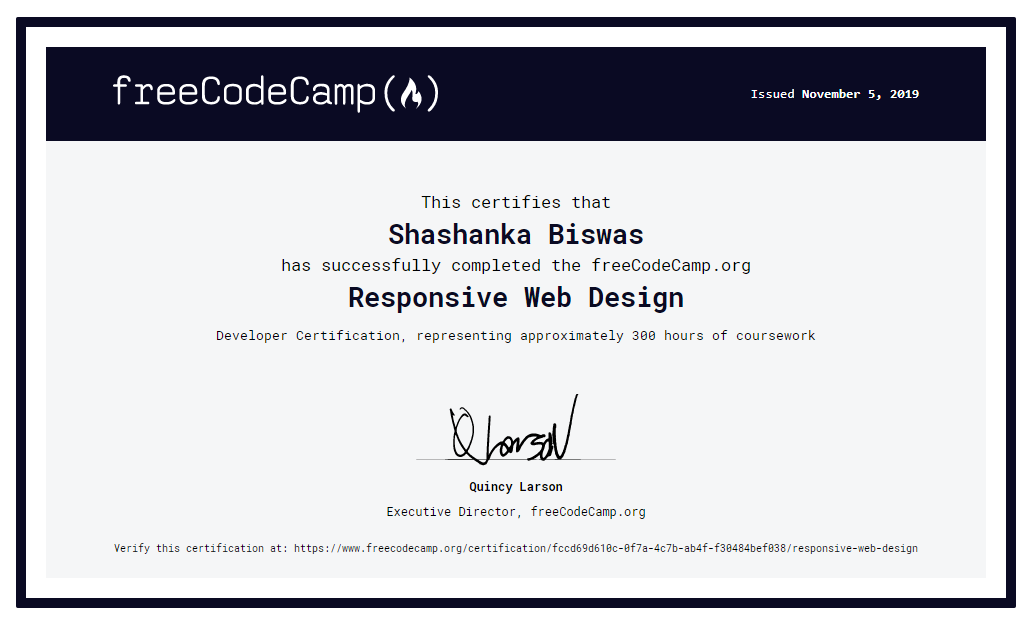 freeCodeCamp
Issued November 5, 2019
This certifies that
Shashanka Biswas
has successfully completed the freeCodeCamp.org
Responsive Web Design
Developer Certification, representing approximately 300 hours of coursework
Q Larson
Quincy Larson
Executive Director, freeCodeCamp.org
Verify this certification at: https://www.freecodecamp.org/certification/fccd69d610c-0f7a-4c7b-ab4f-f30484bef038/responsive-web-design